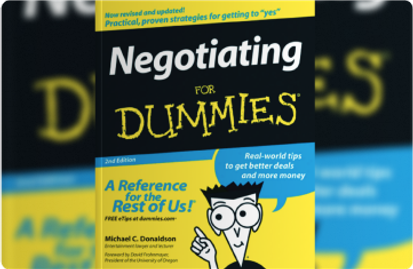 Now revised and updated!
Practical, proven strategies for getting to "yes"
Negotiating
FOR
DUMMIES®
2nd Edition
Real-world tips
to get better deals
and more money
A Reference
for the
Rest of Us!®
FREE eTips at dummies.com®
Michael C. Donaldson
Entertainment lawyer and lecturer
Foreword by David Frohnmayer,
President of the University of Oregon